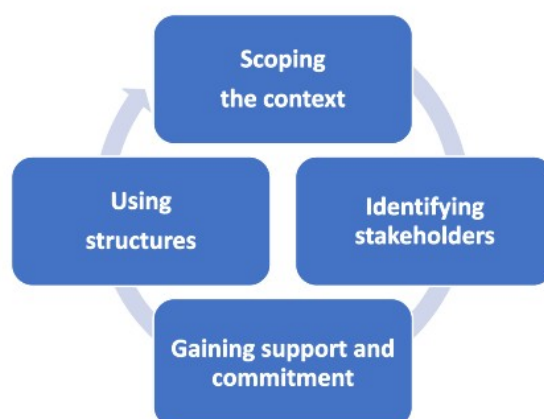 Scoping
the context
Identifying
stakeholders
Gaining support and
commitment
Using
structures